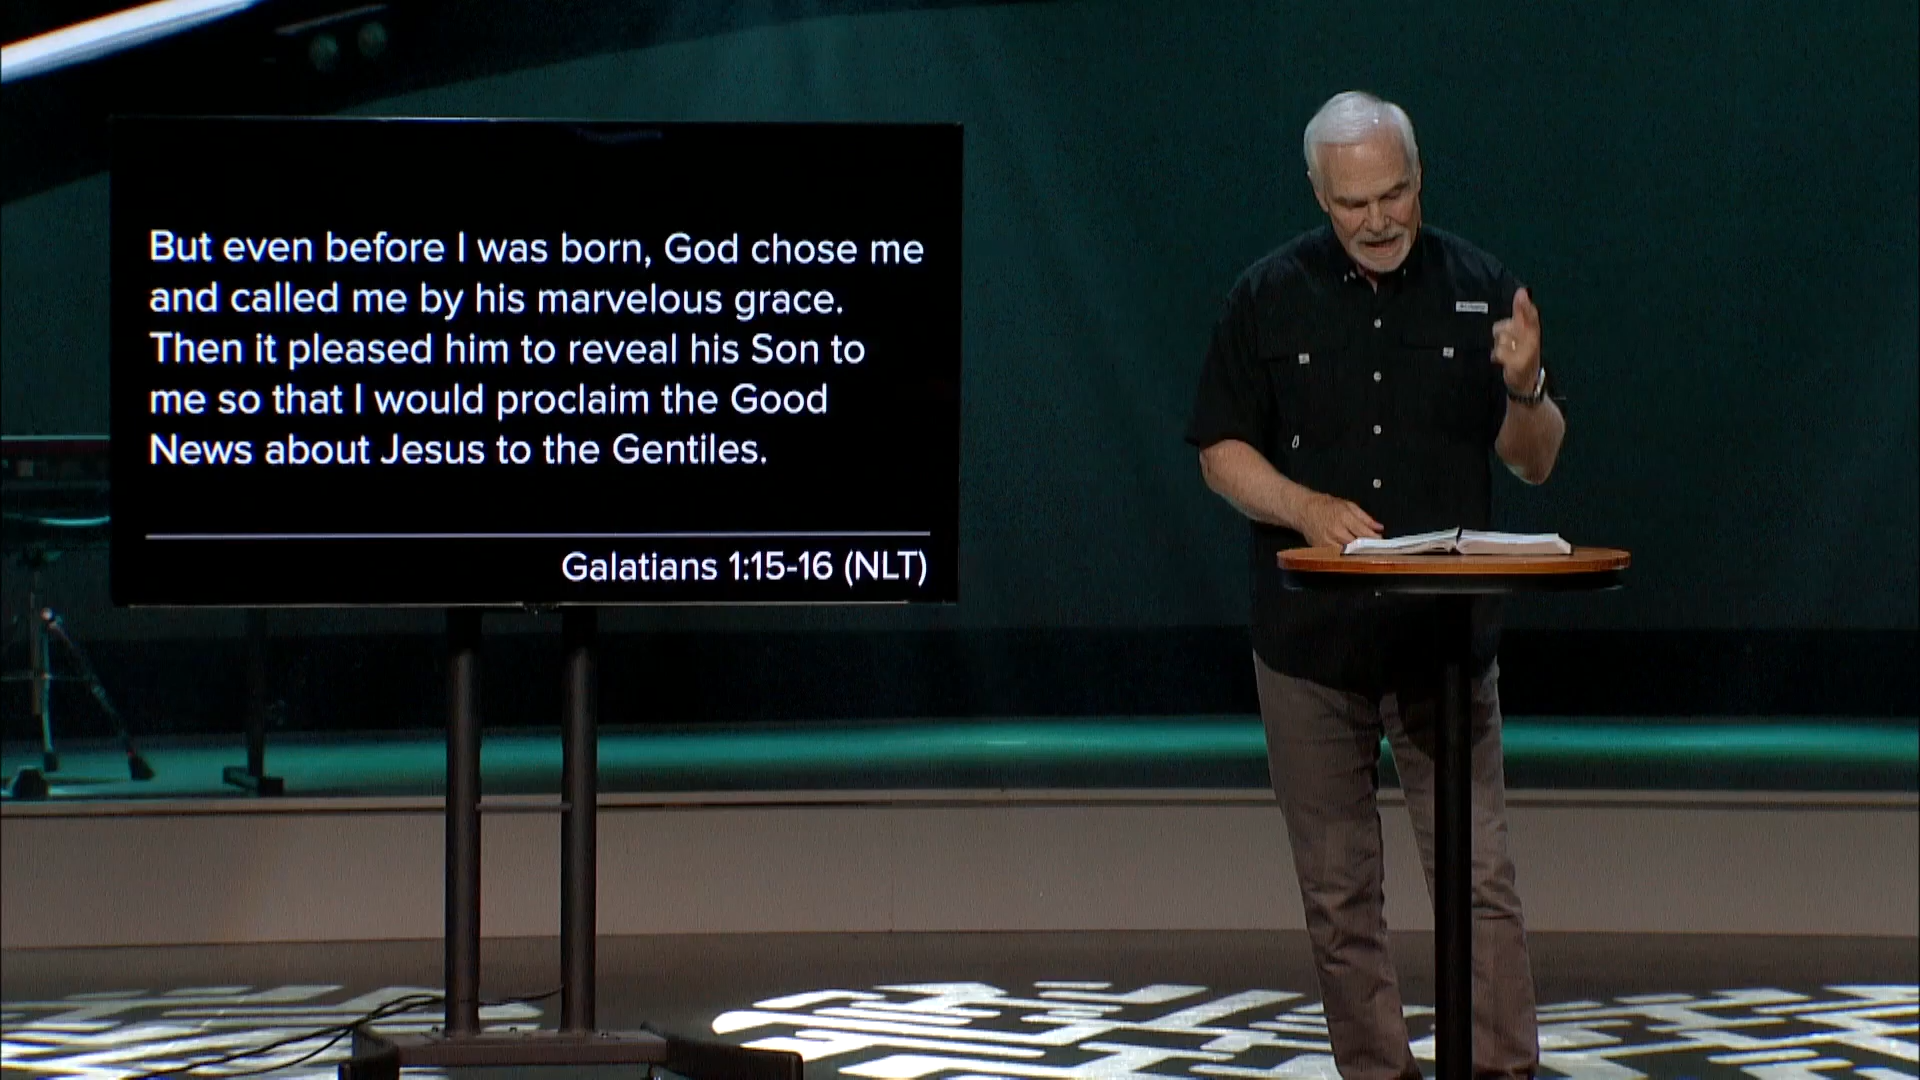 But even before I was born, God chose me
and called me by his marvelous grace.
Then it pleased him to reveal his Son to
me so that I would proclaim the Good
News about Jesus to the Gentiles.
Galatians 1:15-16 (NLT)